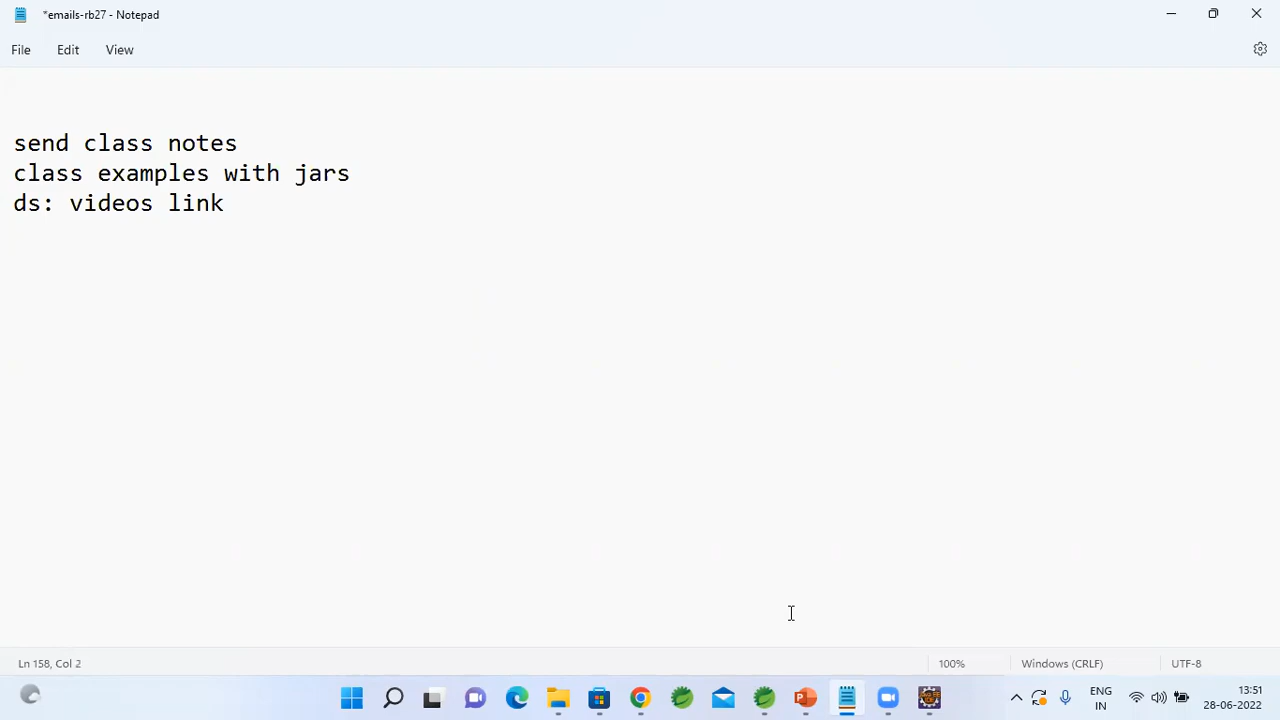 *emails-rb27 - Notepad
File Edit View
send class notes
class examples with jars
ds: videos link
Ln 158, Col 2 100% Windows (CRLF) UTF-8
ENG 13:51
IN 28-06-2022